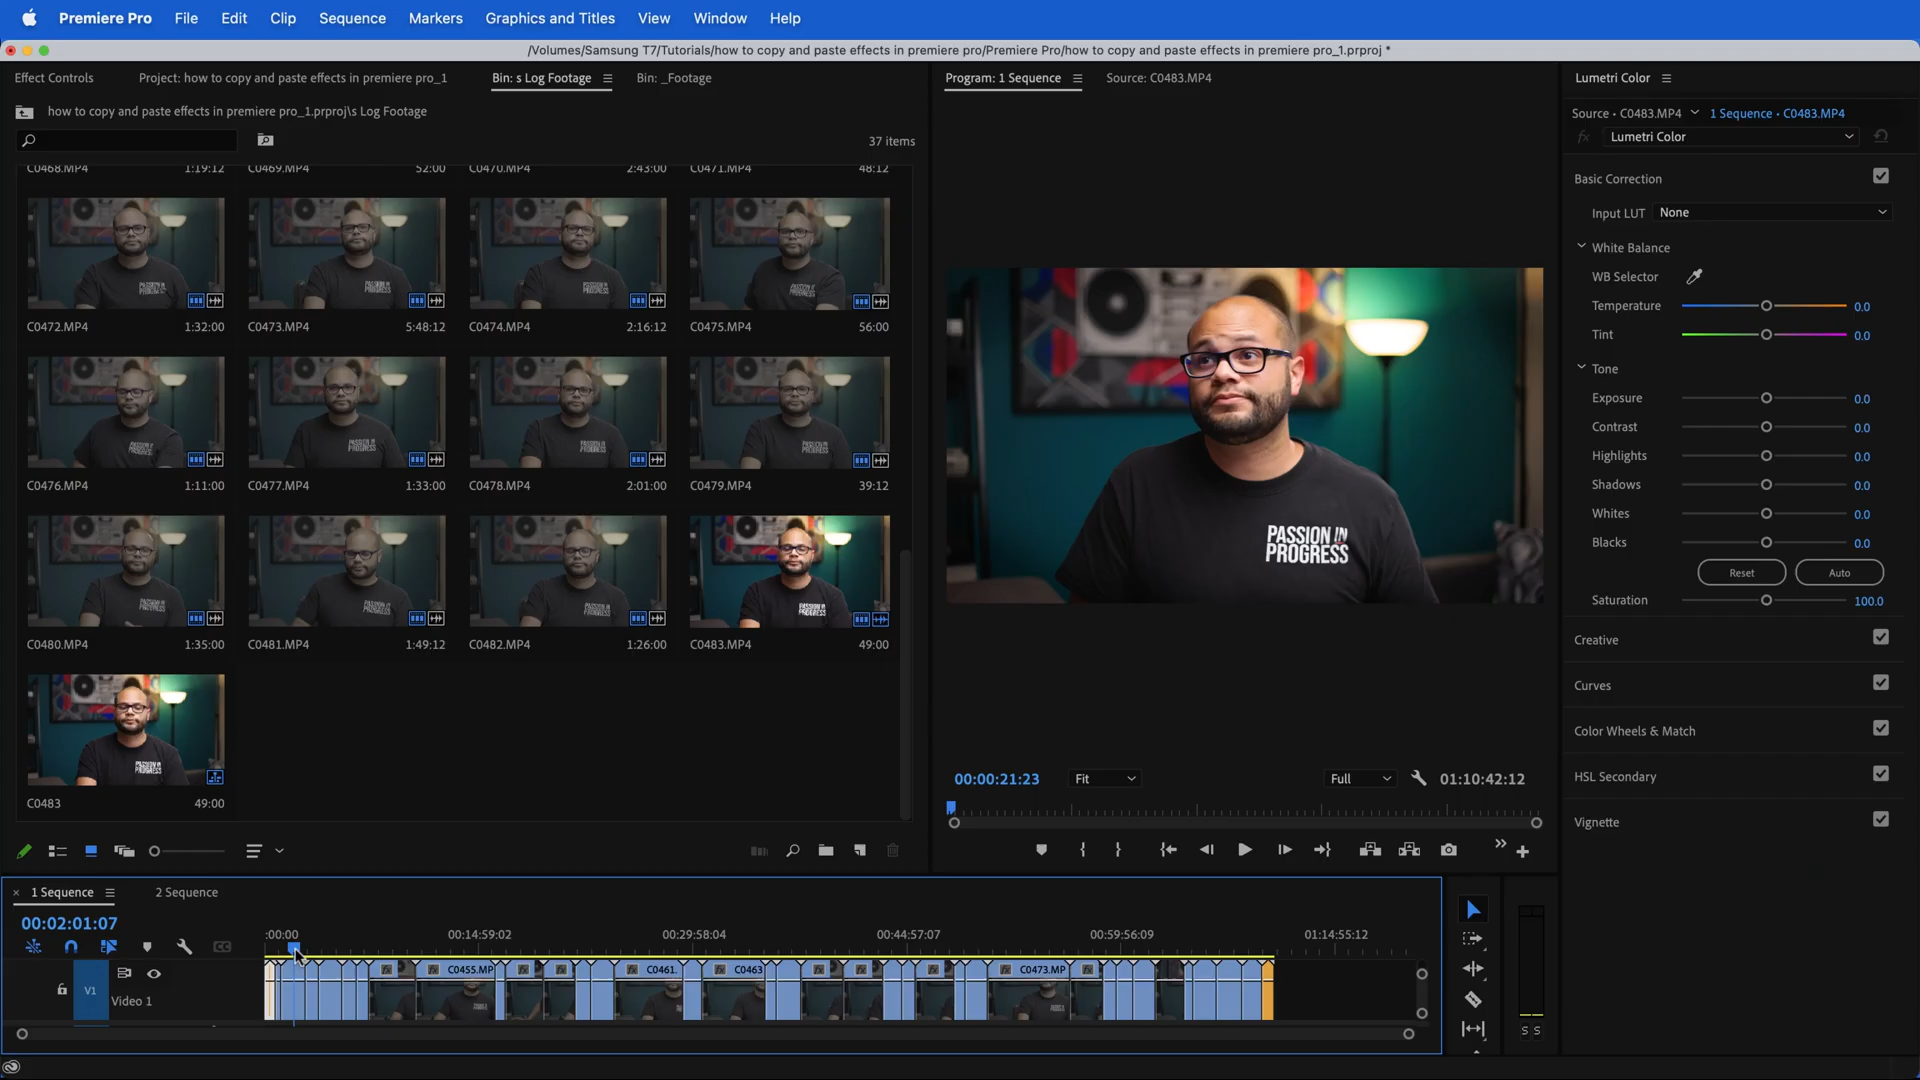 Premiere Pro File Edit Clip Sequence Markers Graphics and Titles View Window Help
/Volumes/Samsung T7/Tutorials/how to copy and paste effects in premiere pro/Premiere Pro/how to copy and paste effects in premiere pro_1.prproj *
Effect Controls Project: how to copy and paste effects in premiere pro_1 Bin: s Log Footage Bin: _Footage
how to copy and paste effects in premiere pro_1.prproj\s Log Footage
37 items
C0468.MP4 1:19:12 C0469.MP4 52:00 C0470.MP4 2:43:00 C0471.MP4 48:12
C0472.MP4 1:32:00 C0473.MP4 5:48:12 C0474.MP4 2:16:12 C0475.MP4 56:00
C0476.MP4 1:11:00 C0477.MP4 1:33:00 C0478.MP4 2:01:00 C0479.MP4 39:12
C0480.MP4 1:35:00 C0481.MP4 1:49:12 C0482.MP4 1:26:00 C0483.MP4 49:00
C0483 49:00
Program: 1 Sequence Source: C0483.MP4
PASSION IN
PROGRESS
00:00:21:23 Fit Full 01:10:42:12
Lumetri Color
Source • C0483.MP4 1 Sequence • C0483.MP4
fx Lumetri Color
Basic Correction
Input LUT None
White Balance
WB Selector
Temperature 0.0
Tint 0.0
Tone
Exposure 0.0
Contrast 0.0
Highlights 0.0
Shadows 0.0
Whites 0.0
Blacks 0.0
Reset Auto
Saturation 100.0
Creative
Curves
Color Wheels & Match
HSL Secondary
Vignette
× 1 Sequence 2 Sequence
00:02:01:07
:00:00 00:14:59:02 00:29:58:04 00:44:57:07 00:59:56:09 01:14:55:12
fx fx C0455.MP fx fx fx C0461. fx C0463 fx fx fx fx C0473.MP fx
V1 Video 1
S S